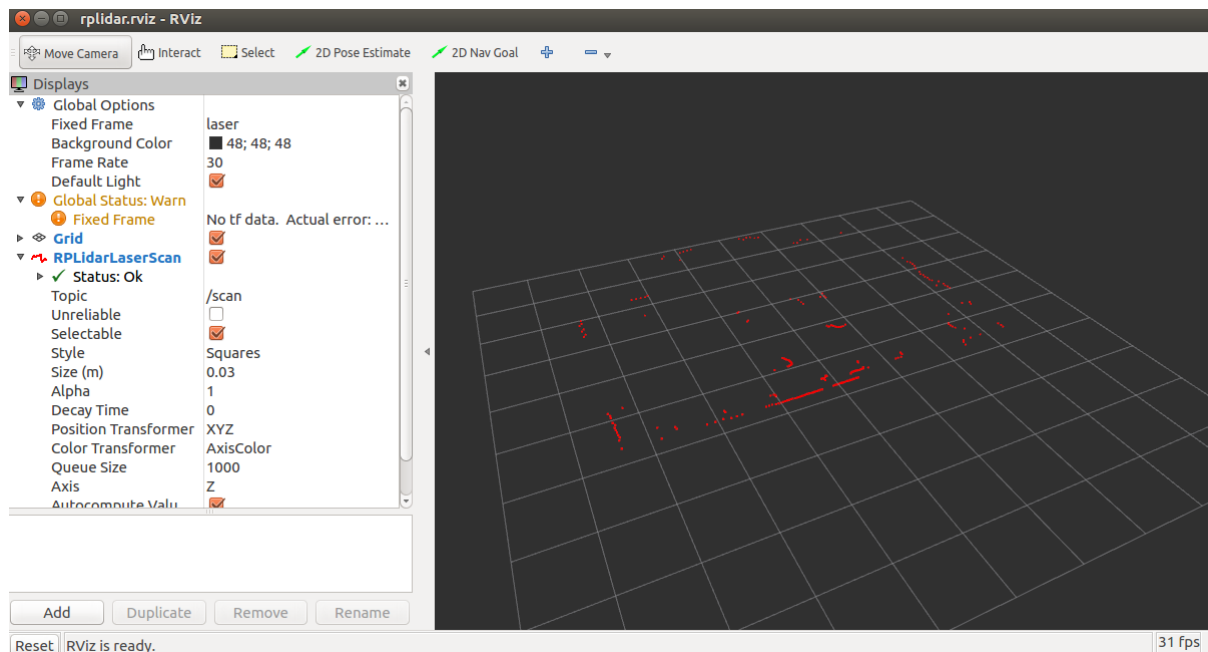 rplidar.rviz - RViz
Move Camera Interact Select 2D Pose Estimate 2D Nav Goal
Displays
Global Options
Fixed Frame laser
Background Color 48; 48; 48
Frame Rate 30
Default Light
Global Status: Warn
Fixed Frame No tf data. Actual error: ...
Grid
RPLidarLaserScan
Status: Ok
Topic /scan
Unreliable
Selectable
Style Squares
Size (m) 0.03
Alpha 1
Decay Time 0
Position Transformer XYZ
Color Transformer AxisColor
Queue Size 1000
Axis Z
Autocompute Valu
Add Duplicate Remove Rename
Reset RViz is ready. 31 fps